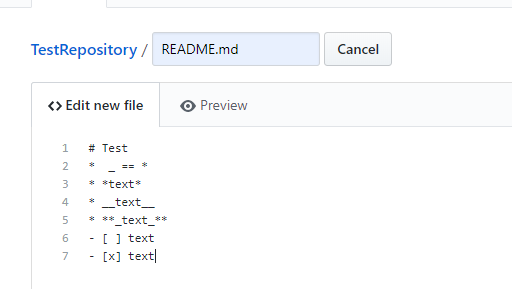 TestRepository / README.md Cancel
<> Edit new file Preview
1 # Test
2 *  _ == *
3 * *text*
4 * __text__
5 * **_text_**
6 - [ ] text
7 - [x] text